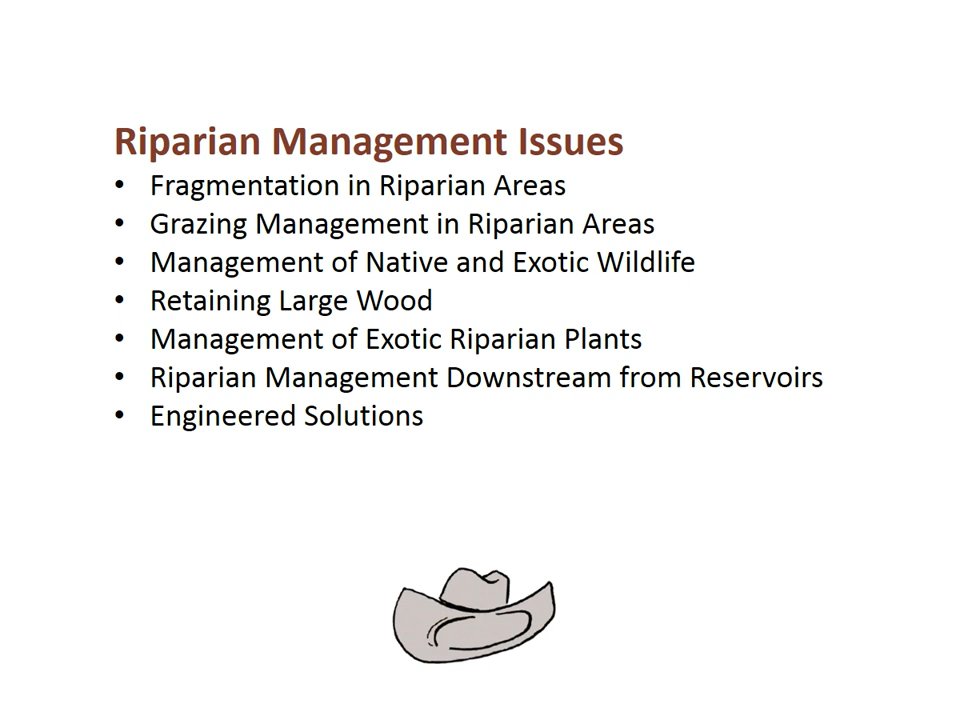 Riparian Management Issues
• Fragmentation in Riparian Areas
• Grazing Management in Riparian Areas
• Management of Native and Exotic Wildlife
• Retaining Large Wood
• Management of Exotic Riparian Plants
• Riparian Management Downstream from Reservoirs
• Engineered Solutions